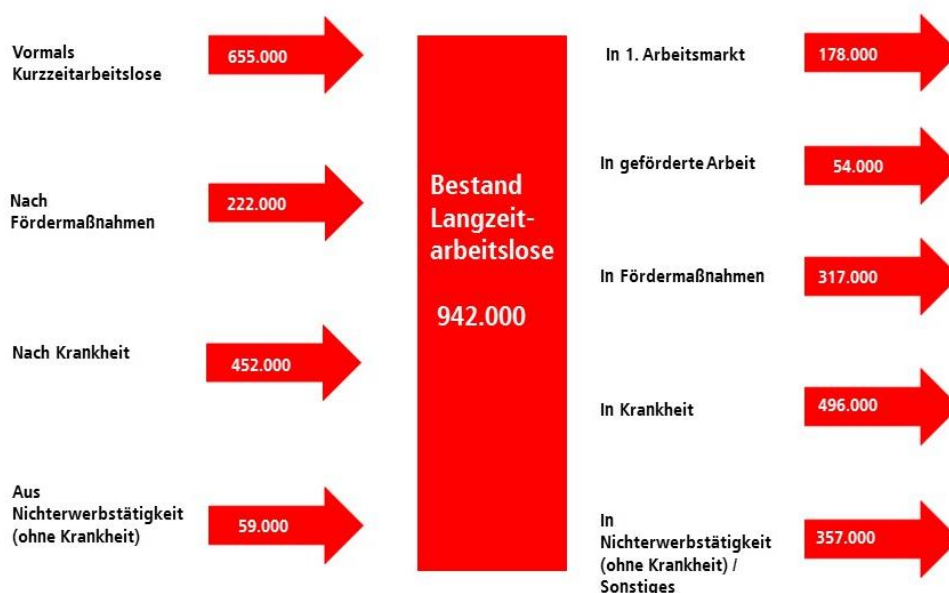 Vormals
Kurzzeitarbeitslose
655.000
Nach
Fördermaßnahmen
222.000
Nach Krankheit
452.000
Aus
Nichterwerbstätigkeit
(ohne Krankheit)
59.000
Bestand
Langzeit-
arbeitslose
942.000
In 1. Arbeitsmarkt
178.000
In geförderte Arbeit
54.000
In Fördermaßnahmen
317.000
In Krankheit
496.000
In
Nichterwerbstätigkeit
(ohne Krankheit) /
Sonstiges
357.000